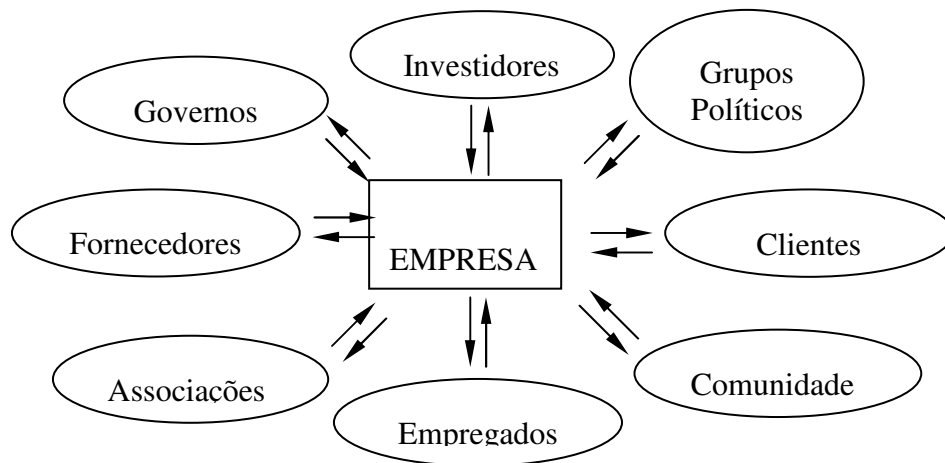 Investidores
Grupos
Políticos
Governos
Fornecedores
EMPRESA
Clientes
Associações
Empregados
Comunidade